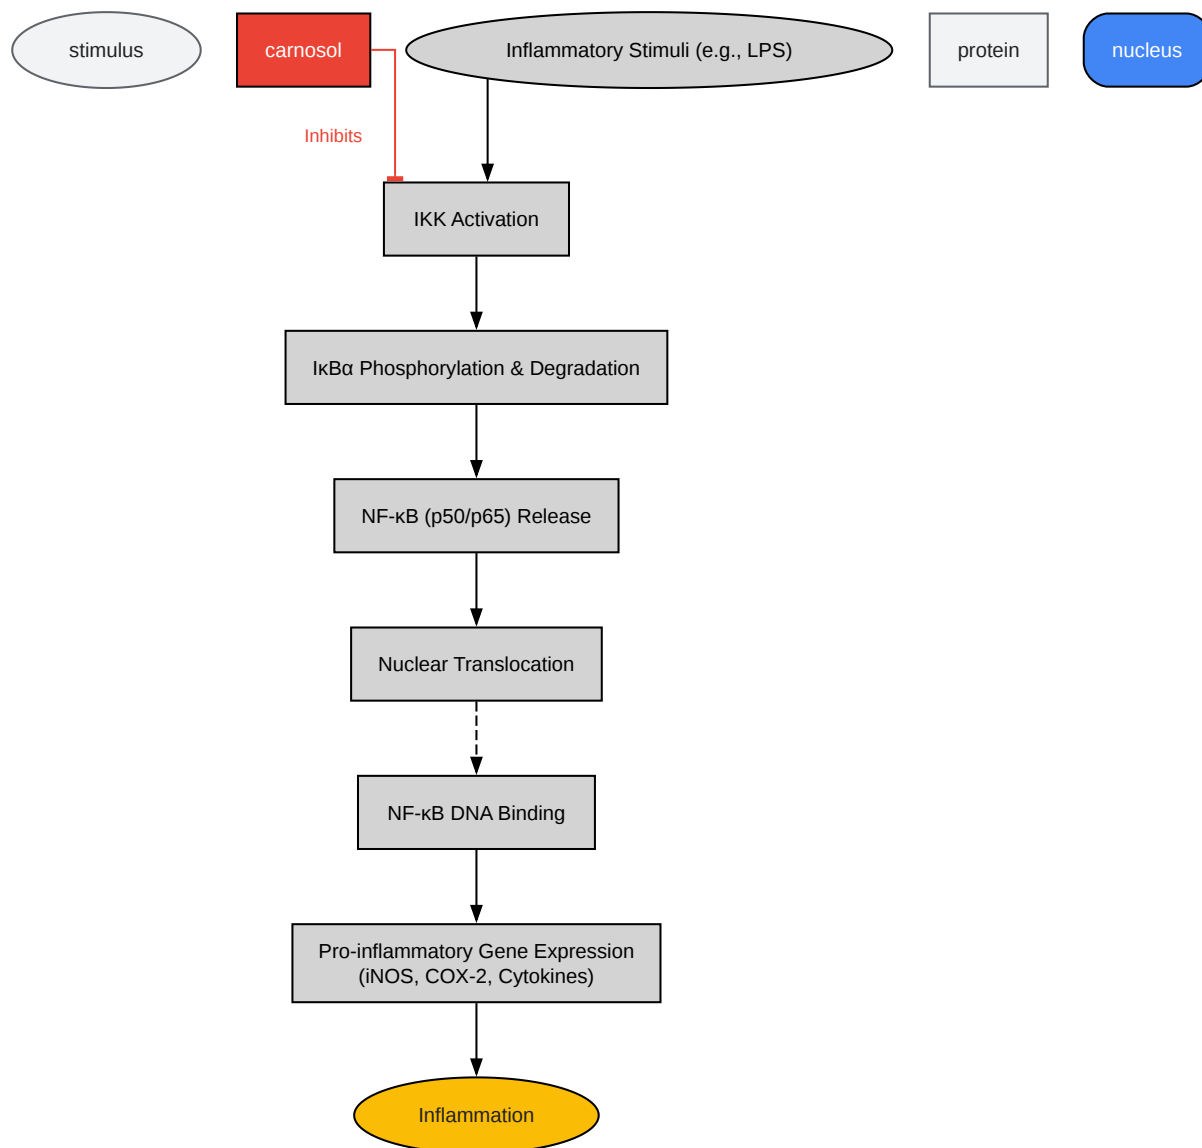 stimulus
carnosol
Inflammatory Stimuli (e.g., LPS)
protein
nucleus
Inhibits
IKK Activation
IκBα Phosphorylation & Degradation
NF-κB (p50/p65) Release
Nuclear Translocation
NF-κB DNA Binding
Pro-inflammatory Gene Expression
(iNOS, COX-2, Cytokines)
Inflammation